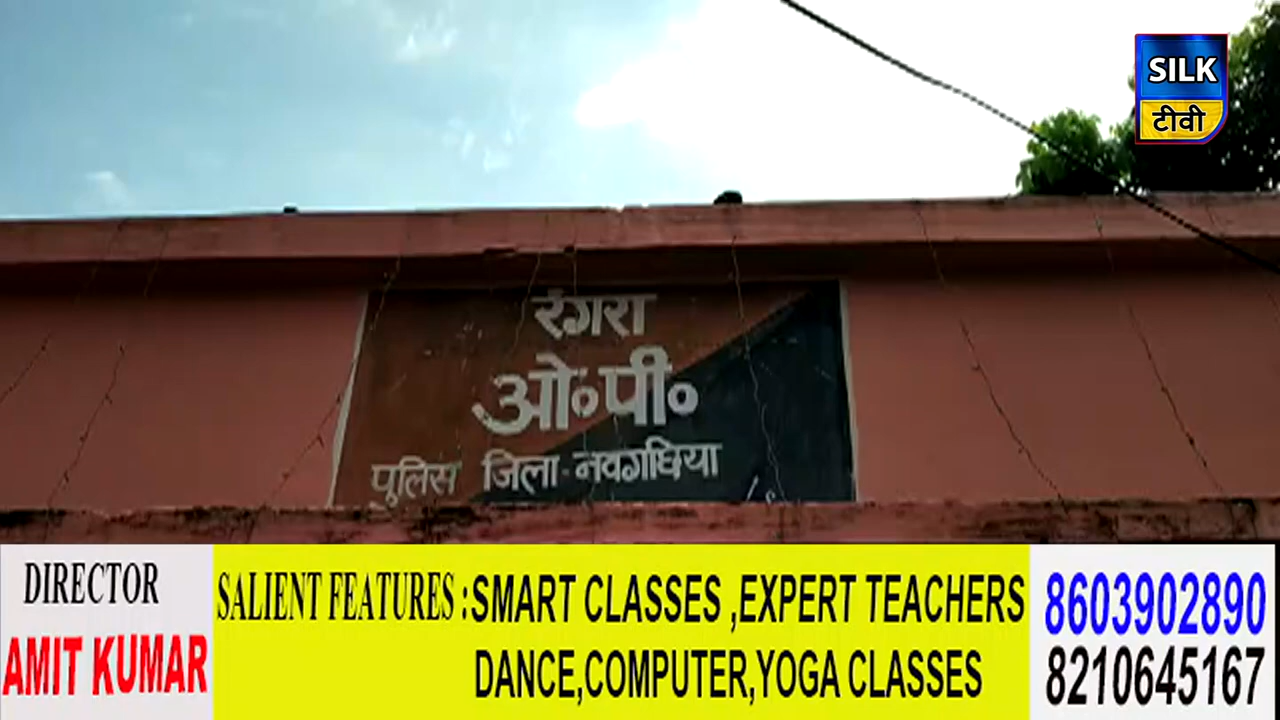 SILK
टीवी
रंगरा
ओ॰पी॰
पुलिस जिला-नवगछिया
DIRECTOR
AMIT KUMAR
SALIENT FEATURES :SMART CLASSES ,EXPERT TEACHERS
DANCE,COMPUTER,YOGA CLASSES
8603902890
8210645167